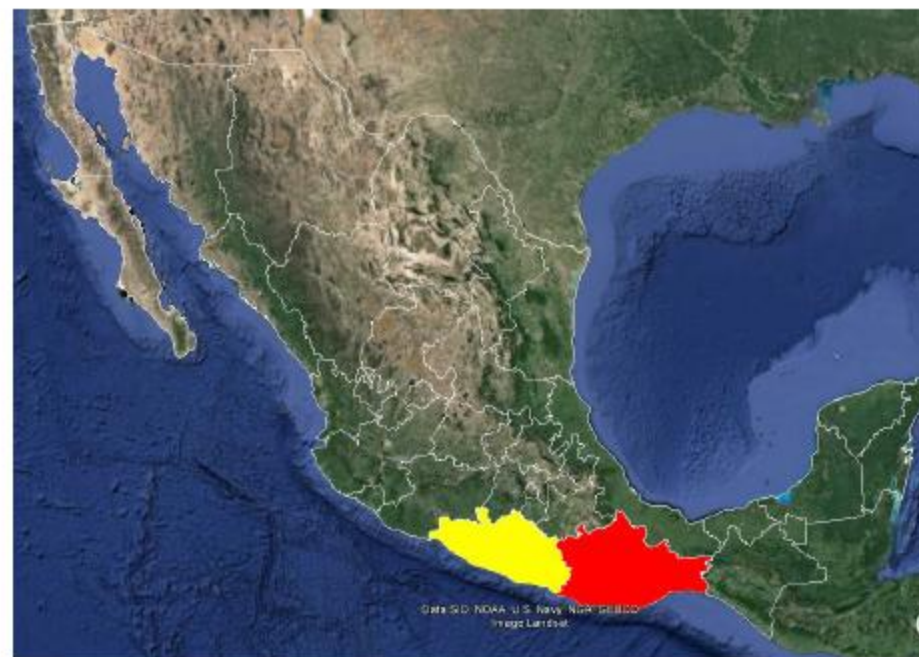 Data SIO, NOAA, U.S. Navy, NGA, GEBCO
Image Landsat